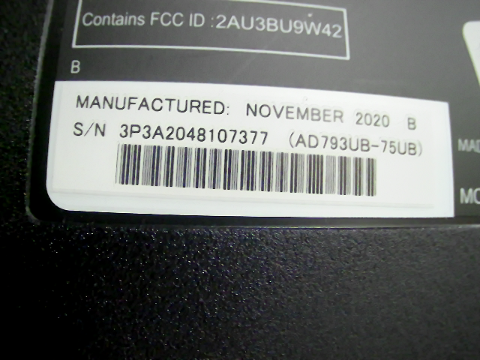 Contains FCC ID :2AU3BU9W42
B
MANUFACTURED: NOVEMBER 2020 B
S/N 3P3A2048107377 (AD793UB-75UB)